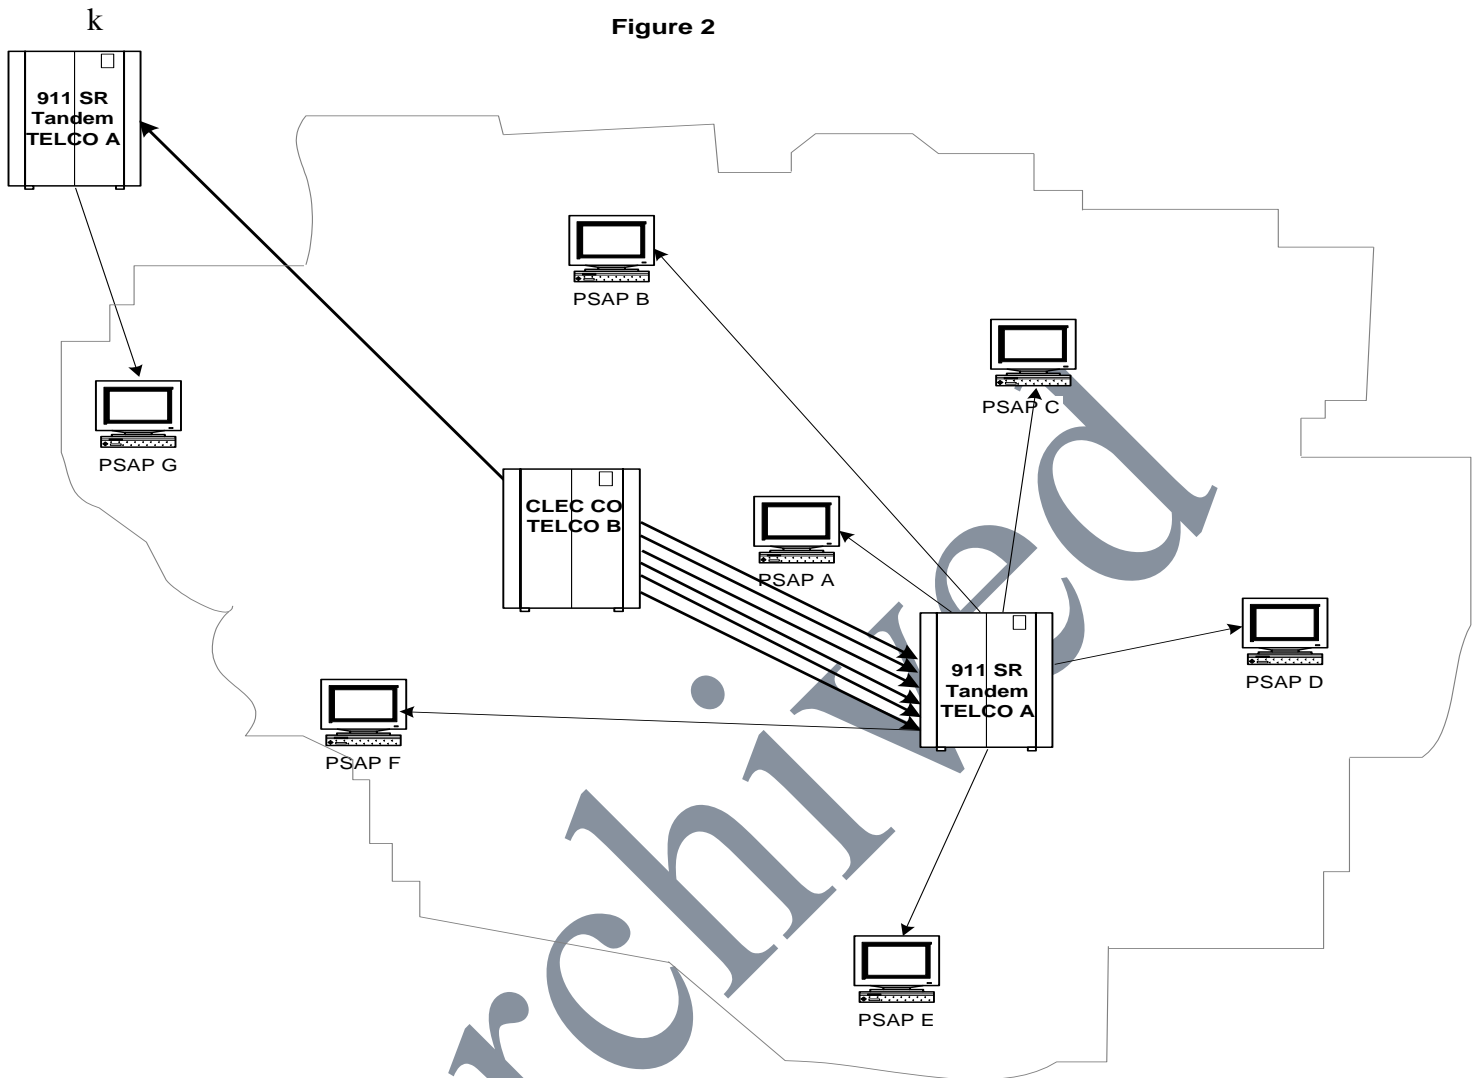 k
Figure 2
911 SR
Tandem
TELCO A
PSAP B
PSAP C
PSAP G
CLEC CO
TELCO B
PSAP A
911 SR
Tandem
TELCO A
PSAP D
PSAP F
PSAP E
rchived